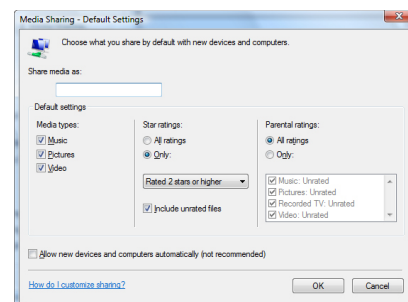 Media Sharing - Default Settings
Choose what you share by default with new devices and computers.
Share media as:
Default settings
Media types:
Music
Pictures
Video
Star ratings:
All ratings
Only:
Rated 2 stars or higher
Include unrated files
Parental ratings:
All ratings
Only:
Music: Unrated
Pictures: Unrated
Recorded TV: Unrated
Video: Unrated
Allow new devices and computers automatically (not recommended)
How do I customize sharing?
OK
Cancel